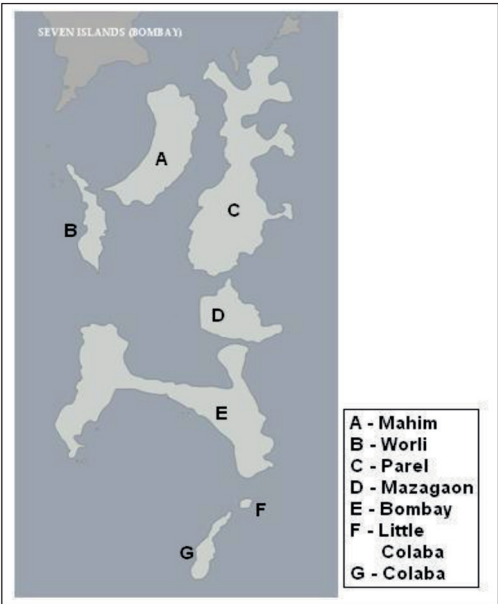 SEVEN ISLANDS (BOMBAY)
A
B
C
D
E
F
G
A - Mahim
B - Worli
C - Parel
D - Mazagaon
E - Bombay
F - Little
Colaba
G - Colaba